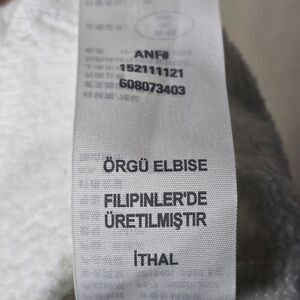 ANF#
152111121
608073403
ÖRGÜ ELBISE
FILIPINLER'DE
ÜRETILMIŞTIR
İTHAL